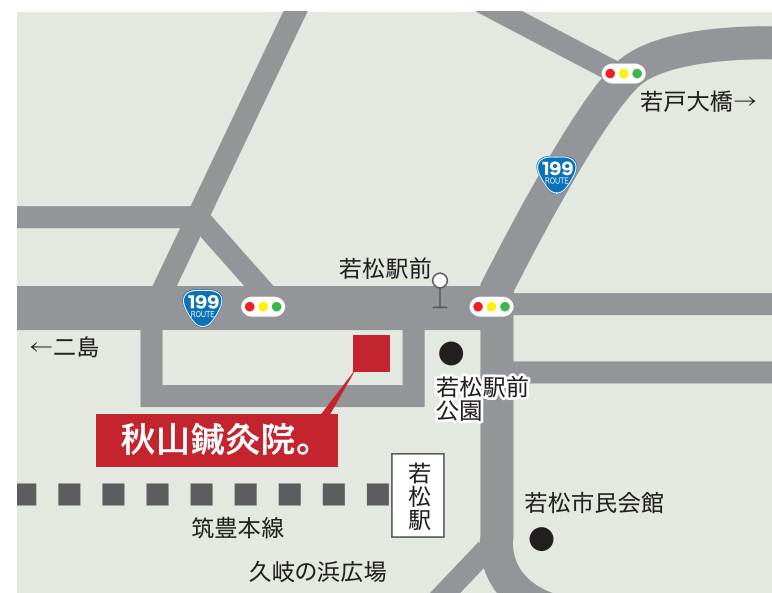 若戸大橋→
199
ROUTE
若松駅前
199
ROUTE
←二島
若松駅前
公園
秋山鍼灸院。
若松駅
若松市民会館
筑豊本線
久岐の浜広場